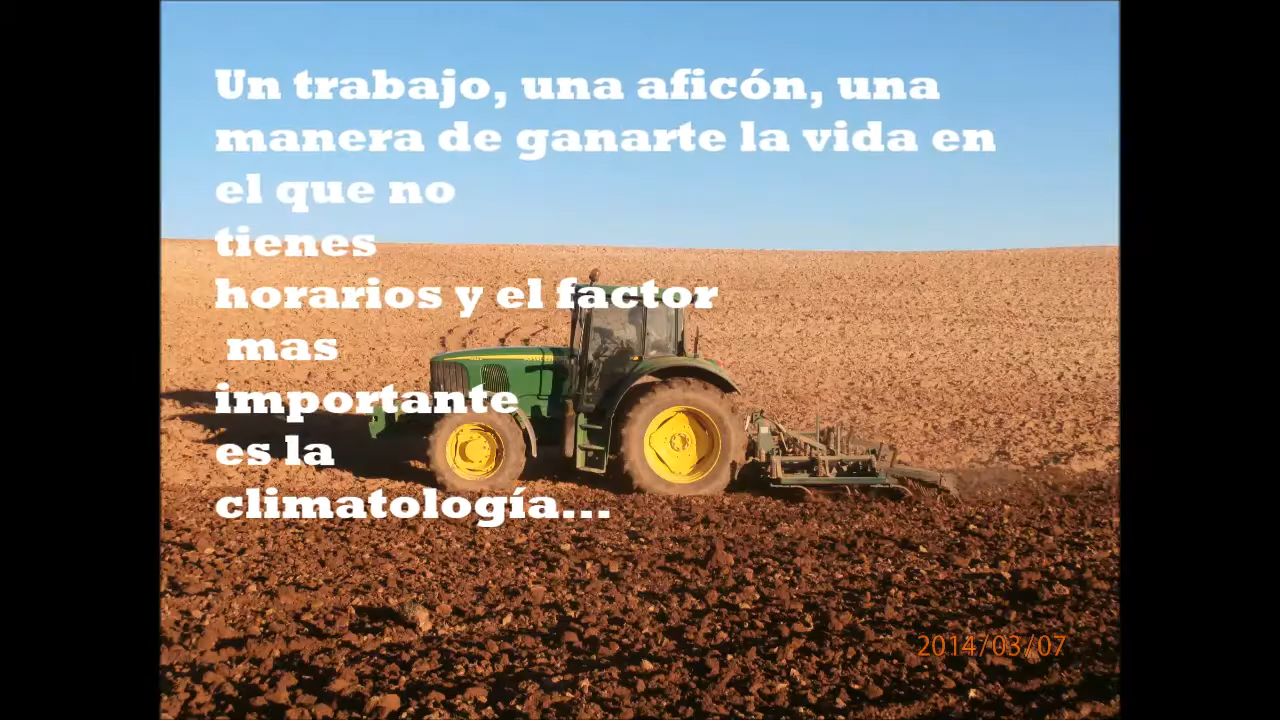 Un trabajo, una aficón, una
manera de ganarte la vida en
el que no
tienes
horarios y el factor
mas
importante
es la
climatología...
2014/03/07